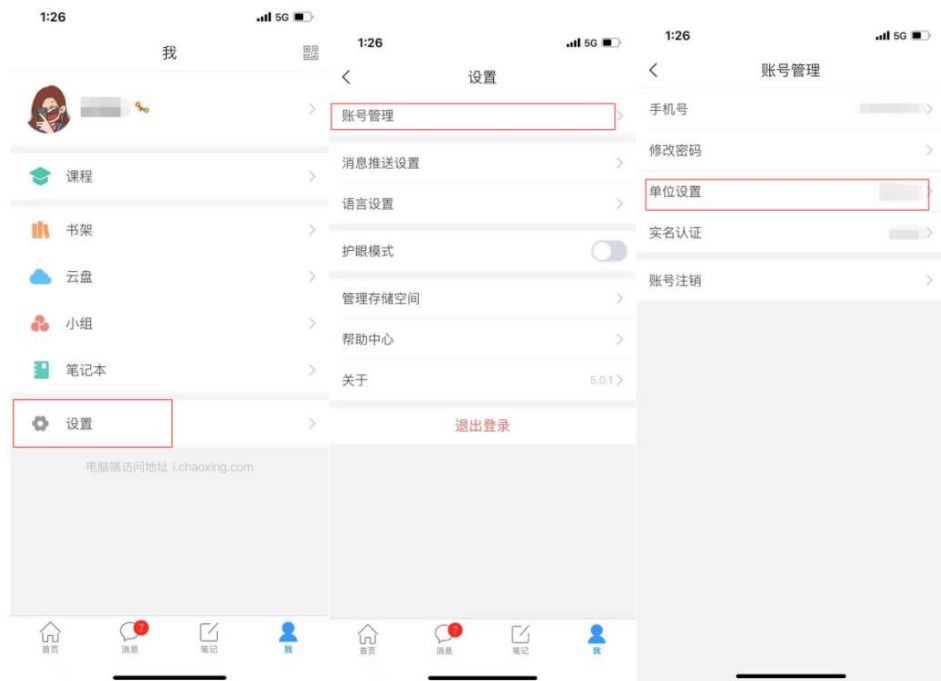 1:26
5G
我
课程
书架
云盘
小组
笔记本
设置
电脑端访问地址 i.chaoxing.com
首页
7
消息
笔记
我
1:26
5G
设置
账号管理
消息推送设置
语言设置
护眼模式
管理存储空间
帮助中心
关于
5.0.1
退出登录
首页
7
消息
笔记
我
1:26
5G
账号管理
手机号
修改密码
单位设置
实名认证
账号注销